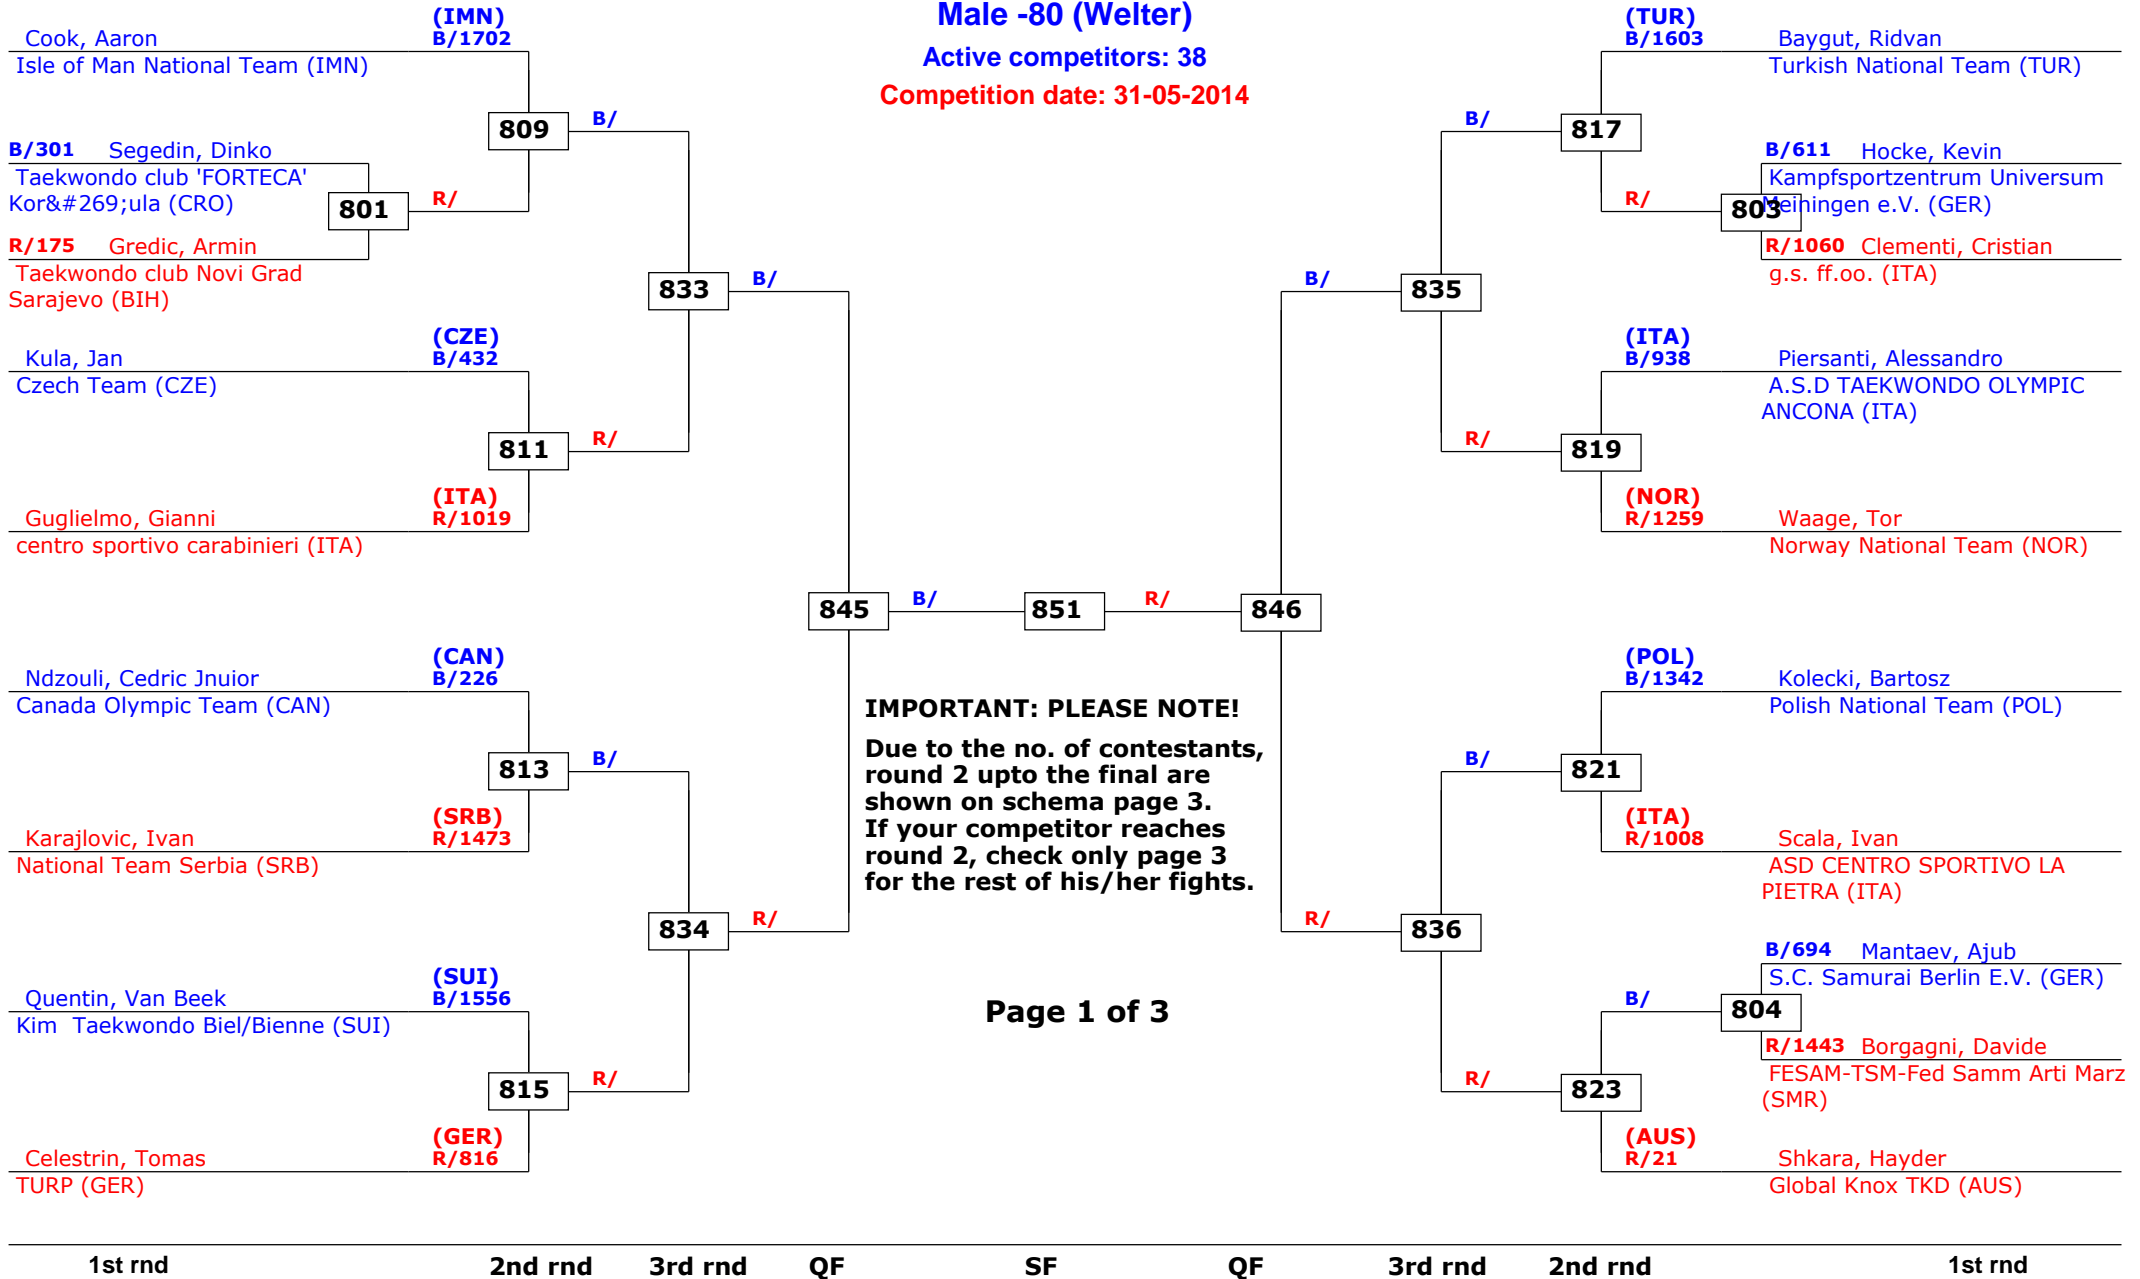 Male -80 (Welter)
Active competitors: 38
Competition date: 31-05-2014
(IMN)
Cook, Aaron B/1702
Isle of Man National Team (IMN)
809
B/
B/301 Segedin, Dinko
Taekwondo club 'FORTECA'
Kor&#269;ula (CRO)
801
R/
R/175 Gredic, Armin
Taekwondo club Novi Grad
Sarajevo (BIH)
833
B/
(CZE)
Kula, Jan B/432
Czech Team (CZE)
811
R/
(ITA)
Guglielmo, Gianni R/1019
centro sportivo carabinieri (ITA)
845
B/
851
R/
846
(CAN)
Ndzouli, Cedric Jnuior B/226
Canada Olympic Team (CAN)
813
B/
(SRB)
Karajlovic, Ivan R/1473
National Team Serbia (SRB)
834
R/
(SUI)
Quentin, Van Beek B/1556
Kim  Taekwondo Biel/Bienne (SUI)
815
R/
(GER)
Celestrin, Tomas R/816
TURP (GER)
IMPORTANT: PLEASE NOTE!
Due to the no. of contestants,
round 2 upto the final are
shown on schema page 3.
If your competitor reaches
round 2, check only page 3
for the rest of his/her fights.
Page 1 of 3
(TUR)
B/1603 Baygut, Ridvan
Turkish National Team (TUR)
B/
817
B/611 Hocke, Kevin
Kampfsportzentrum Universum
Meiningen e.V. (GER)
R/
803
R/1060 Clementi, Cristian
g.s. ff.oo. (ITA)
B/
835
(ITA)
B/938 Piersanti, Alessandro
A.S.D TAEKWONDO OLYMPIC
ANCONA (ITA)
R/
819
(NOR)
R/1259 Waage, Tor
Norway National Team (NOR)
(POL)
B/1342 Kolecki, Bartosz
Polish National Team (POL)
B/
821
(ITA)
R/1008 Scala, Ivan
ASD CENTRO SPORTIVO LA
PIETRA (ITA)
R/
836
B/694 Mantaev, Ajub
S.C. Samurai Berlin E.V. (GER)
B/
804
R/1443 Borgagni, Davide
FESAM-TSM-Fed Samm Arti Marz
(SMR)
R/
823
(AUS)
R/21 Shkara, Hayder
Global Knox TKD (AUS)
1st rnd 2nd rnd 3rd rnd QF SF QF 3rd rnd 2nd rnd 1st rnd